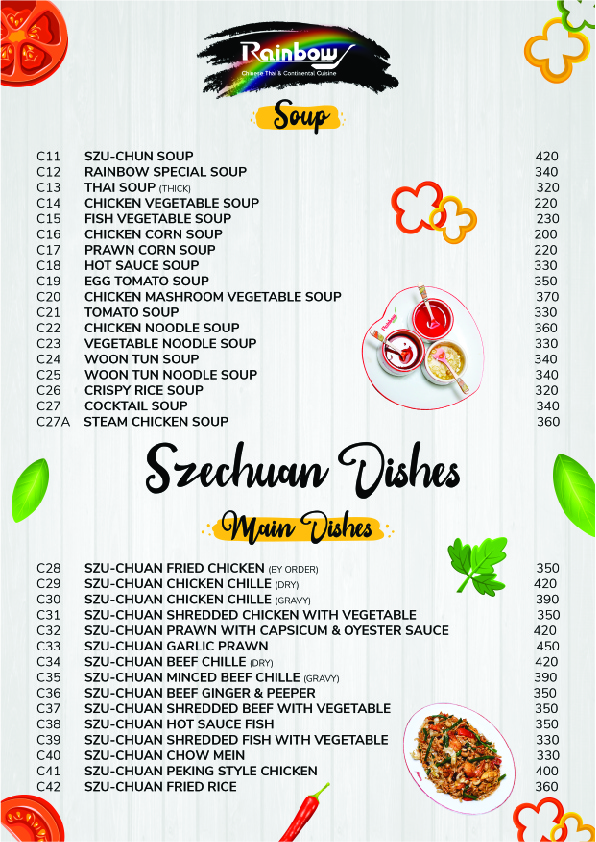 Rainbow
Chinese Thai & Continental Cuisine
Soup
C11 SZU-CHUN SOUP 420
C12 RAINBOW SPECIAL SOUP 340
C13 THAI SOUP (THICK) 320
C14 CHICKEN VEGETABLE SOUP 220
C15 FISH VEGETABLE SOUP 230
C16 CHICKEN CORN SOUP 200
C17 PRAWN CORN SOUP 220
C18 HOT SAUCE SOUP 330
C19 EGG TOMATO SOUP 350
C20 CHICKEN MASHROOM VEGETABLE SOUP 370
C21 TOMATO SOUP 330
C22 CHICKEN NOODLE SOUP 360
C23 VEGETABLE NOODLE SOUP 330
C24 WOON TUN SOUP 340
C25 WOON TUN NOODLE SOUP 340
C26 CRISPY RICE SOUP 320
C27 COCKTAIL SOUP 340
C27A STEAM CHICKEN SOUP 360
Rainbow
Szechuan Dishes
Main Dishes
C28 SZU-CHUAN FRIED CHICKEN (EY ORDER) 350
C29 SZU-CHUAN CHICKEN CHILLE (DRY) 420
C30 SZU-CHUAN CHICKEN CHILLE (GRAVY) 390
C31 SZU-CHUAN SHREDDED CHICKEN WITH VEGETABLE 350
C32 SZU-CHUAN PRAWN WITH CAPSICUM & OYESTER SAUCE 420
C33 SZU-CHUAN GARLIC PRAWN 450
C34 SZU-CHUAN BEEF CHILLE (DRY) 420
C35 SZU-CHUAN MINCED BEEF CHILLE (GRAVY) 390
C36 SZU-CHUAN BEEF GINGER & PEEPER 350
C37 SZU-CHUAN SHREDDED BEEF WITH VEGETABLE 350
C38 SZU-CHUAN HOT SAUCE FISH 350
C39 SZU-CHUAN SHREDDED FISH WITH VEGETABLE 330
C40 SZU-CHUAN CHOW MEIN 330
C41 SZU-CHUAN PEKING STYLE CHICKEN 400
C42 SZU-CHUAN FRIED RICE 360